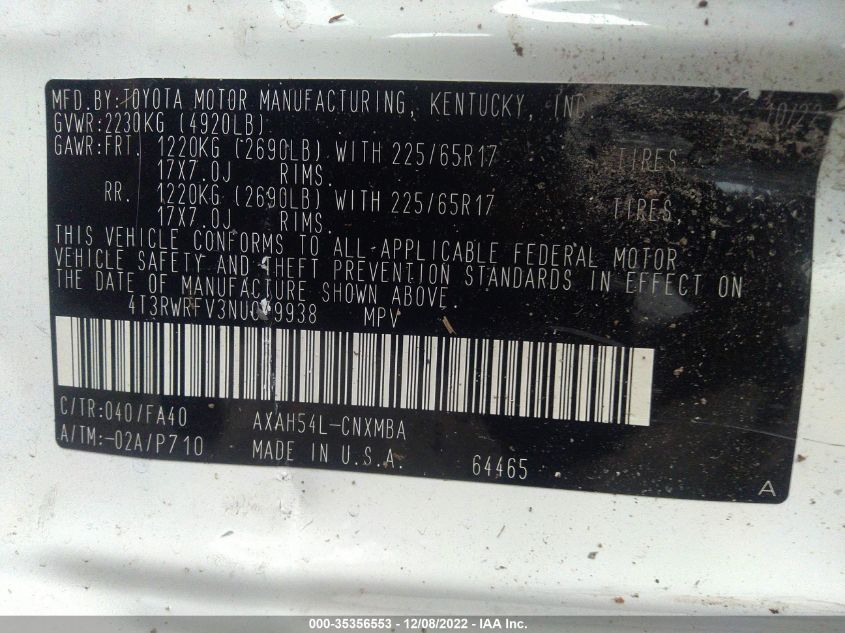 MFD.BY:TOYOTA MOTOR MANUFACTURING, KENTUCKY, INC. 10/22
GVWR:2230KG (4920LB)
GAWR:FRT. 1220KG (2690LB) WITH 225/65R17 TIRES,
17X7.0J RIMS.
RR. 1220KG (2690LB) WITH 225/65R17 TIRES,
17X7.0J RIMS.
THIS VEHICLE CONFORMS TO ALL APPLICABLE FEDERAL MOTOR
VEHICLE SAFETY AND THEFT PREVENTION STANDARDS IN EFFECT ON
THE DATE OF MANUFACTURE SHOWN ABOVE.
MPV
C/TR:040/FA40 AXAH54L-CNXMBA
A/TM:-02A/P710 MADE IN U.S.A. 64465
A
000-35356553 - 12/08/2022 - IAA Inc.